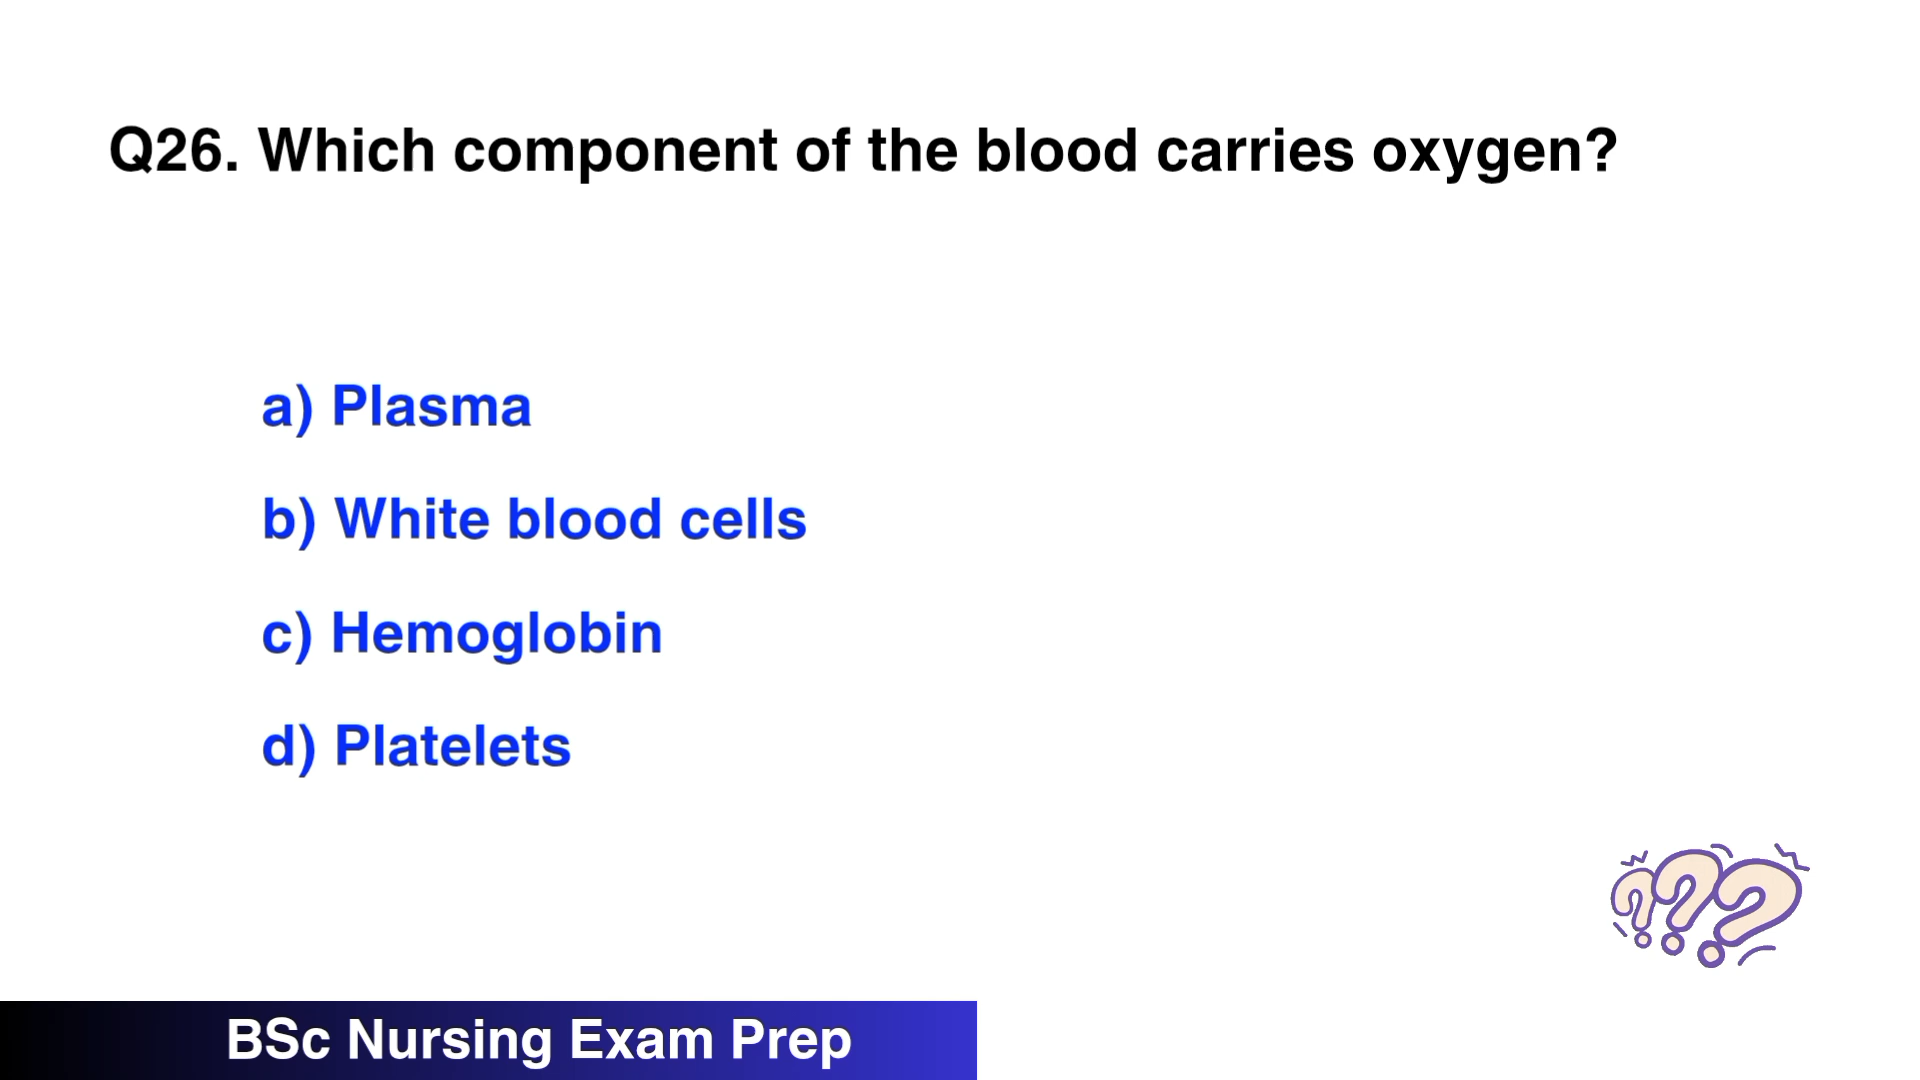 Q26. Which component of the blood carries oxygen?
a) Plasma
b) White blood cells
c) Hemoglobin
d) Platelets
???
BSc Nursing Exam Prep